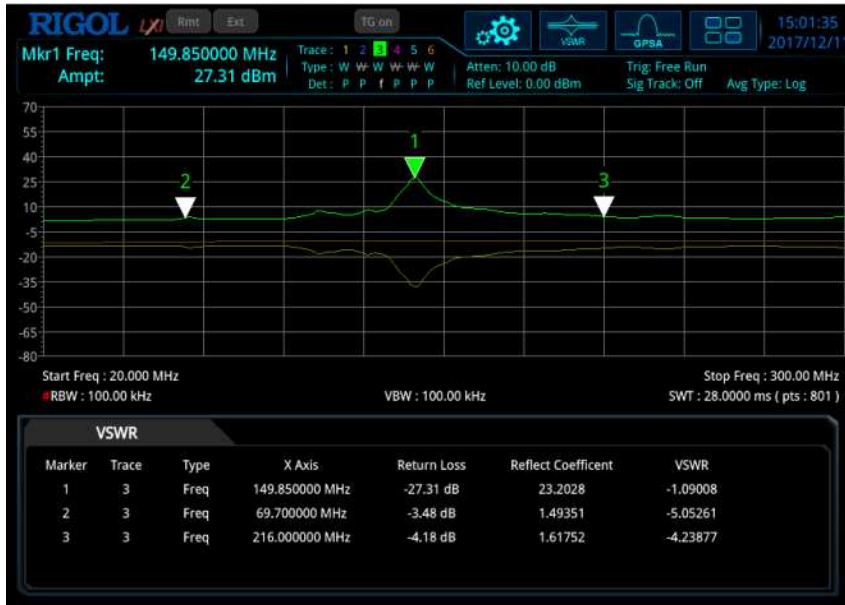 RIGOL LXI Rmt Ext TG on 15:01:35
VSWR GPSA 2017/12/1
Mkr1 Freq: 149.850000 MHz Trace: 1 2 3 4 5 6 Atten: 10.00 dB Trig: Free Run
Ampt: 27.31 dBm Type: W W W W W W Ref Level: 0.00 dBm Sig Track: Off Avg Type: Log
Det: P P f P P P
70
55
40
25
10
-5
-20
-35
-50
-65
-80
1
2
3
Start Freq : 20.000 MHz Stop Freq : 300.00 MHz
#RBW : 100.00 kHz VBW : 100.00 kHz SWT : 28.0000 ms ( pts : 801 )
VSWR
Marker Trace Type X Axis Return Loss Reflect Coefficent VSWR
1 3 Freq 149.850000 MHz -27.31 dB 23.2028 -1.09008
2 3 Freq 69.700000 MHz -3.48 dB 1.49351 -5.05261
3 3 Freq 216.000000 MHz -4.18 dB 1.61752 -4.23877